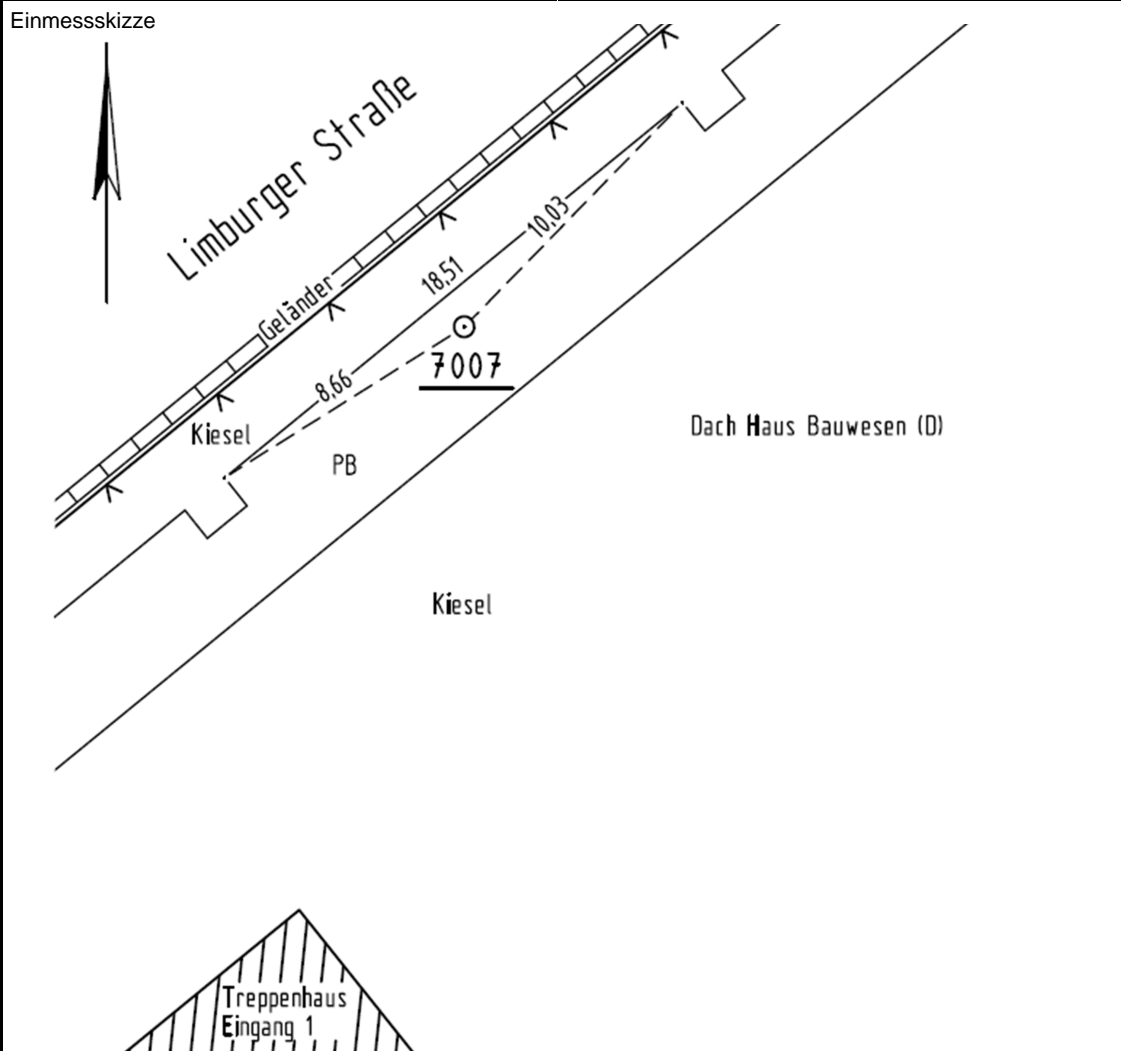 Einmessskizze
Limburger Straße
10,03
18,51
Geländer
7007
8,66
Kiesel
Dach Haus Bauwesen (D)
PB
Kiesel
Treppenhaus
Eingang 1